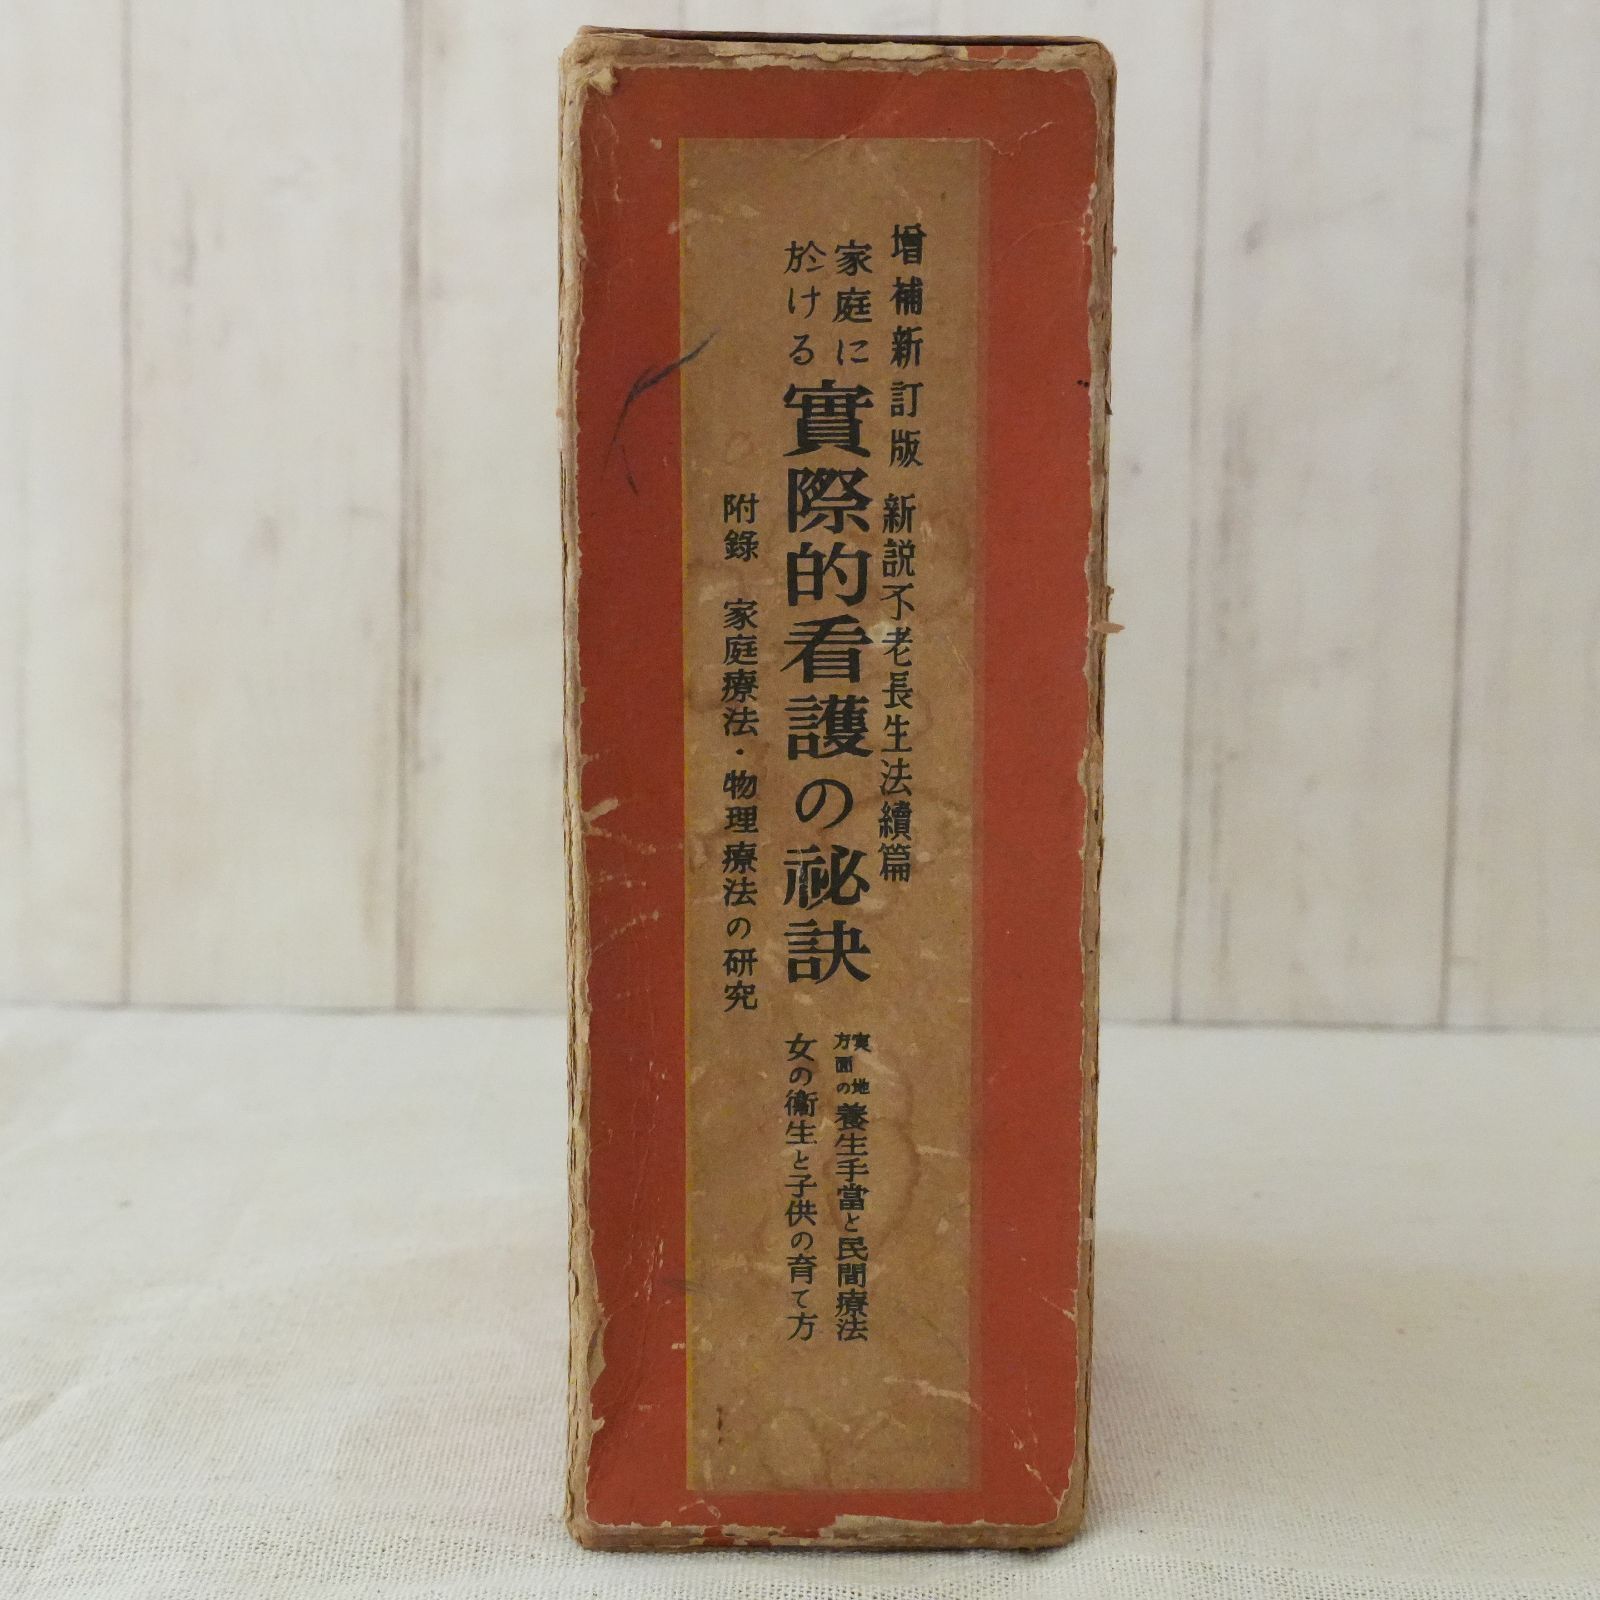 増補新訂版 新説不老長生法續篇
家庭に
於ける
實際的看護の祕訣
実地
方面の
養生手當と民間療法
女の衞生と子供の育て方
附錄 家庭療法・物理療法の研究